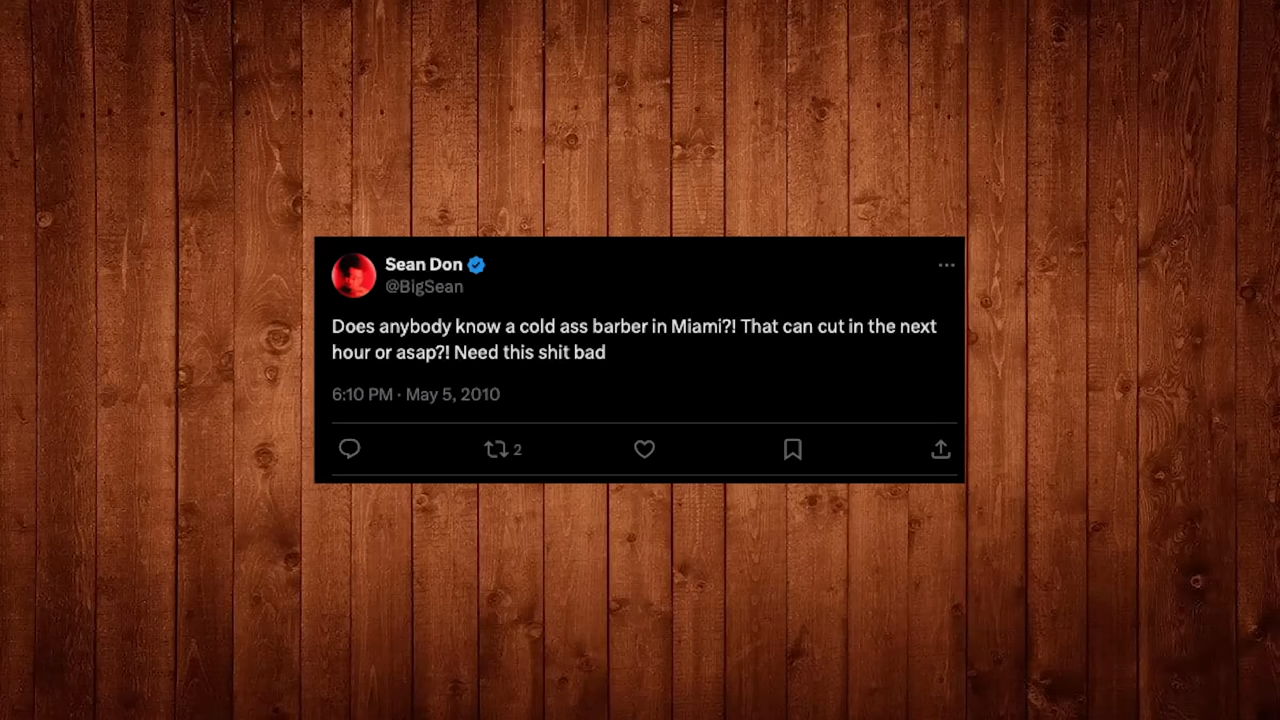 Sean Don
@BigSean
Does anybody know a cold ass barber in Miami?! That can cut in the next
hour or asap?! Need this shit bad
6:10 PM · May 5, 2010
2